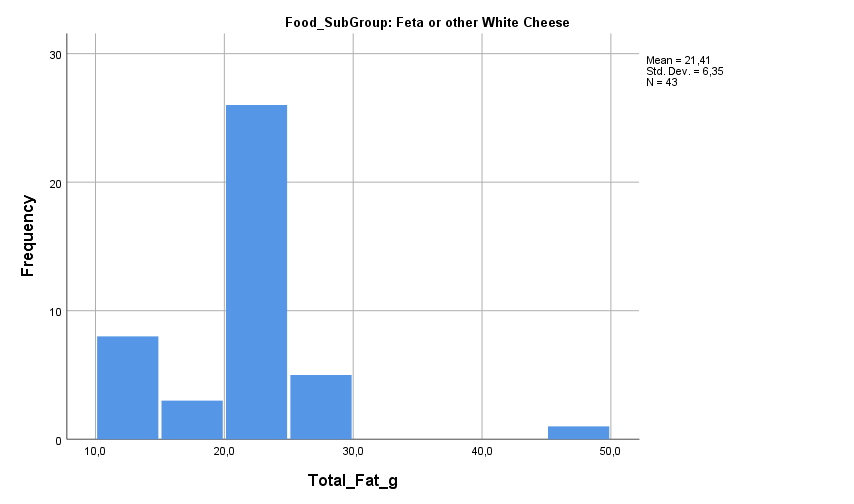 Food_SubGroup: Feta or other White Cheese
Mean = 21,41
Std. Dev. = 6,35
N = 43
Frequency
30
20
10
0
10,0 20,0 30,0 40,0 50,0
Total_Fat_g